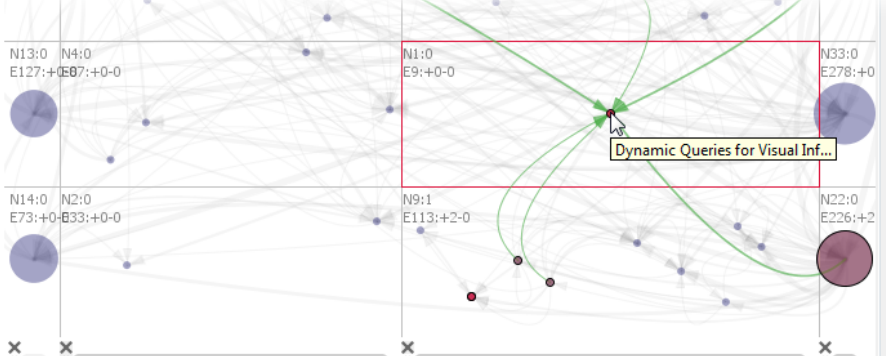 N13:0
E127:+0-0
N4:0
E87:+0-0
N1:0
E9:+0-0
N33:0
E278:+0
Dynamic Queries for Visual Inf...
N14:0
E73:+0-0
N2:0
E33:+0-0
N9:1
E113:+2-0
N22:0
E226:+2